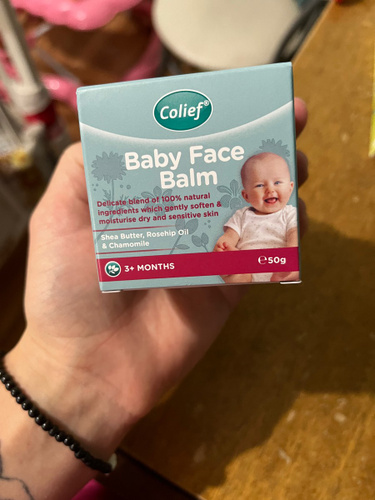 Colief®
Baby Face
Balm
Delicate blend of 100% natural
ingredients which gently soften &
moisturise dry and sensitive skin
Shea Butter, Rosehip Oil
& Chamomile
3+ MONTHS
℮50g